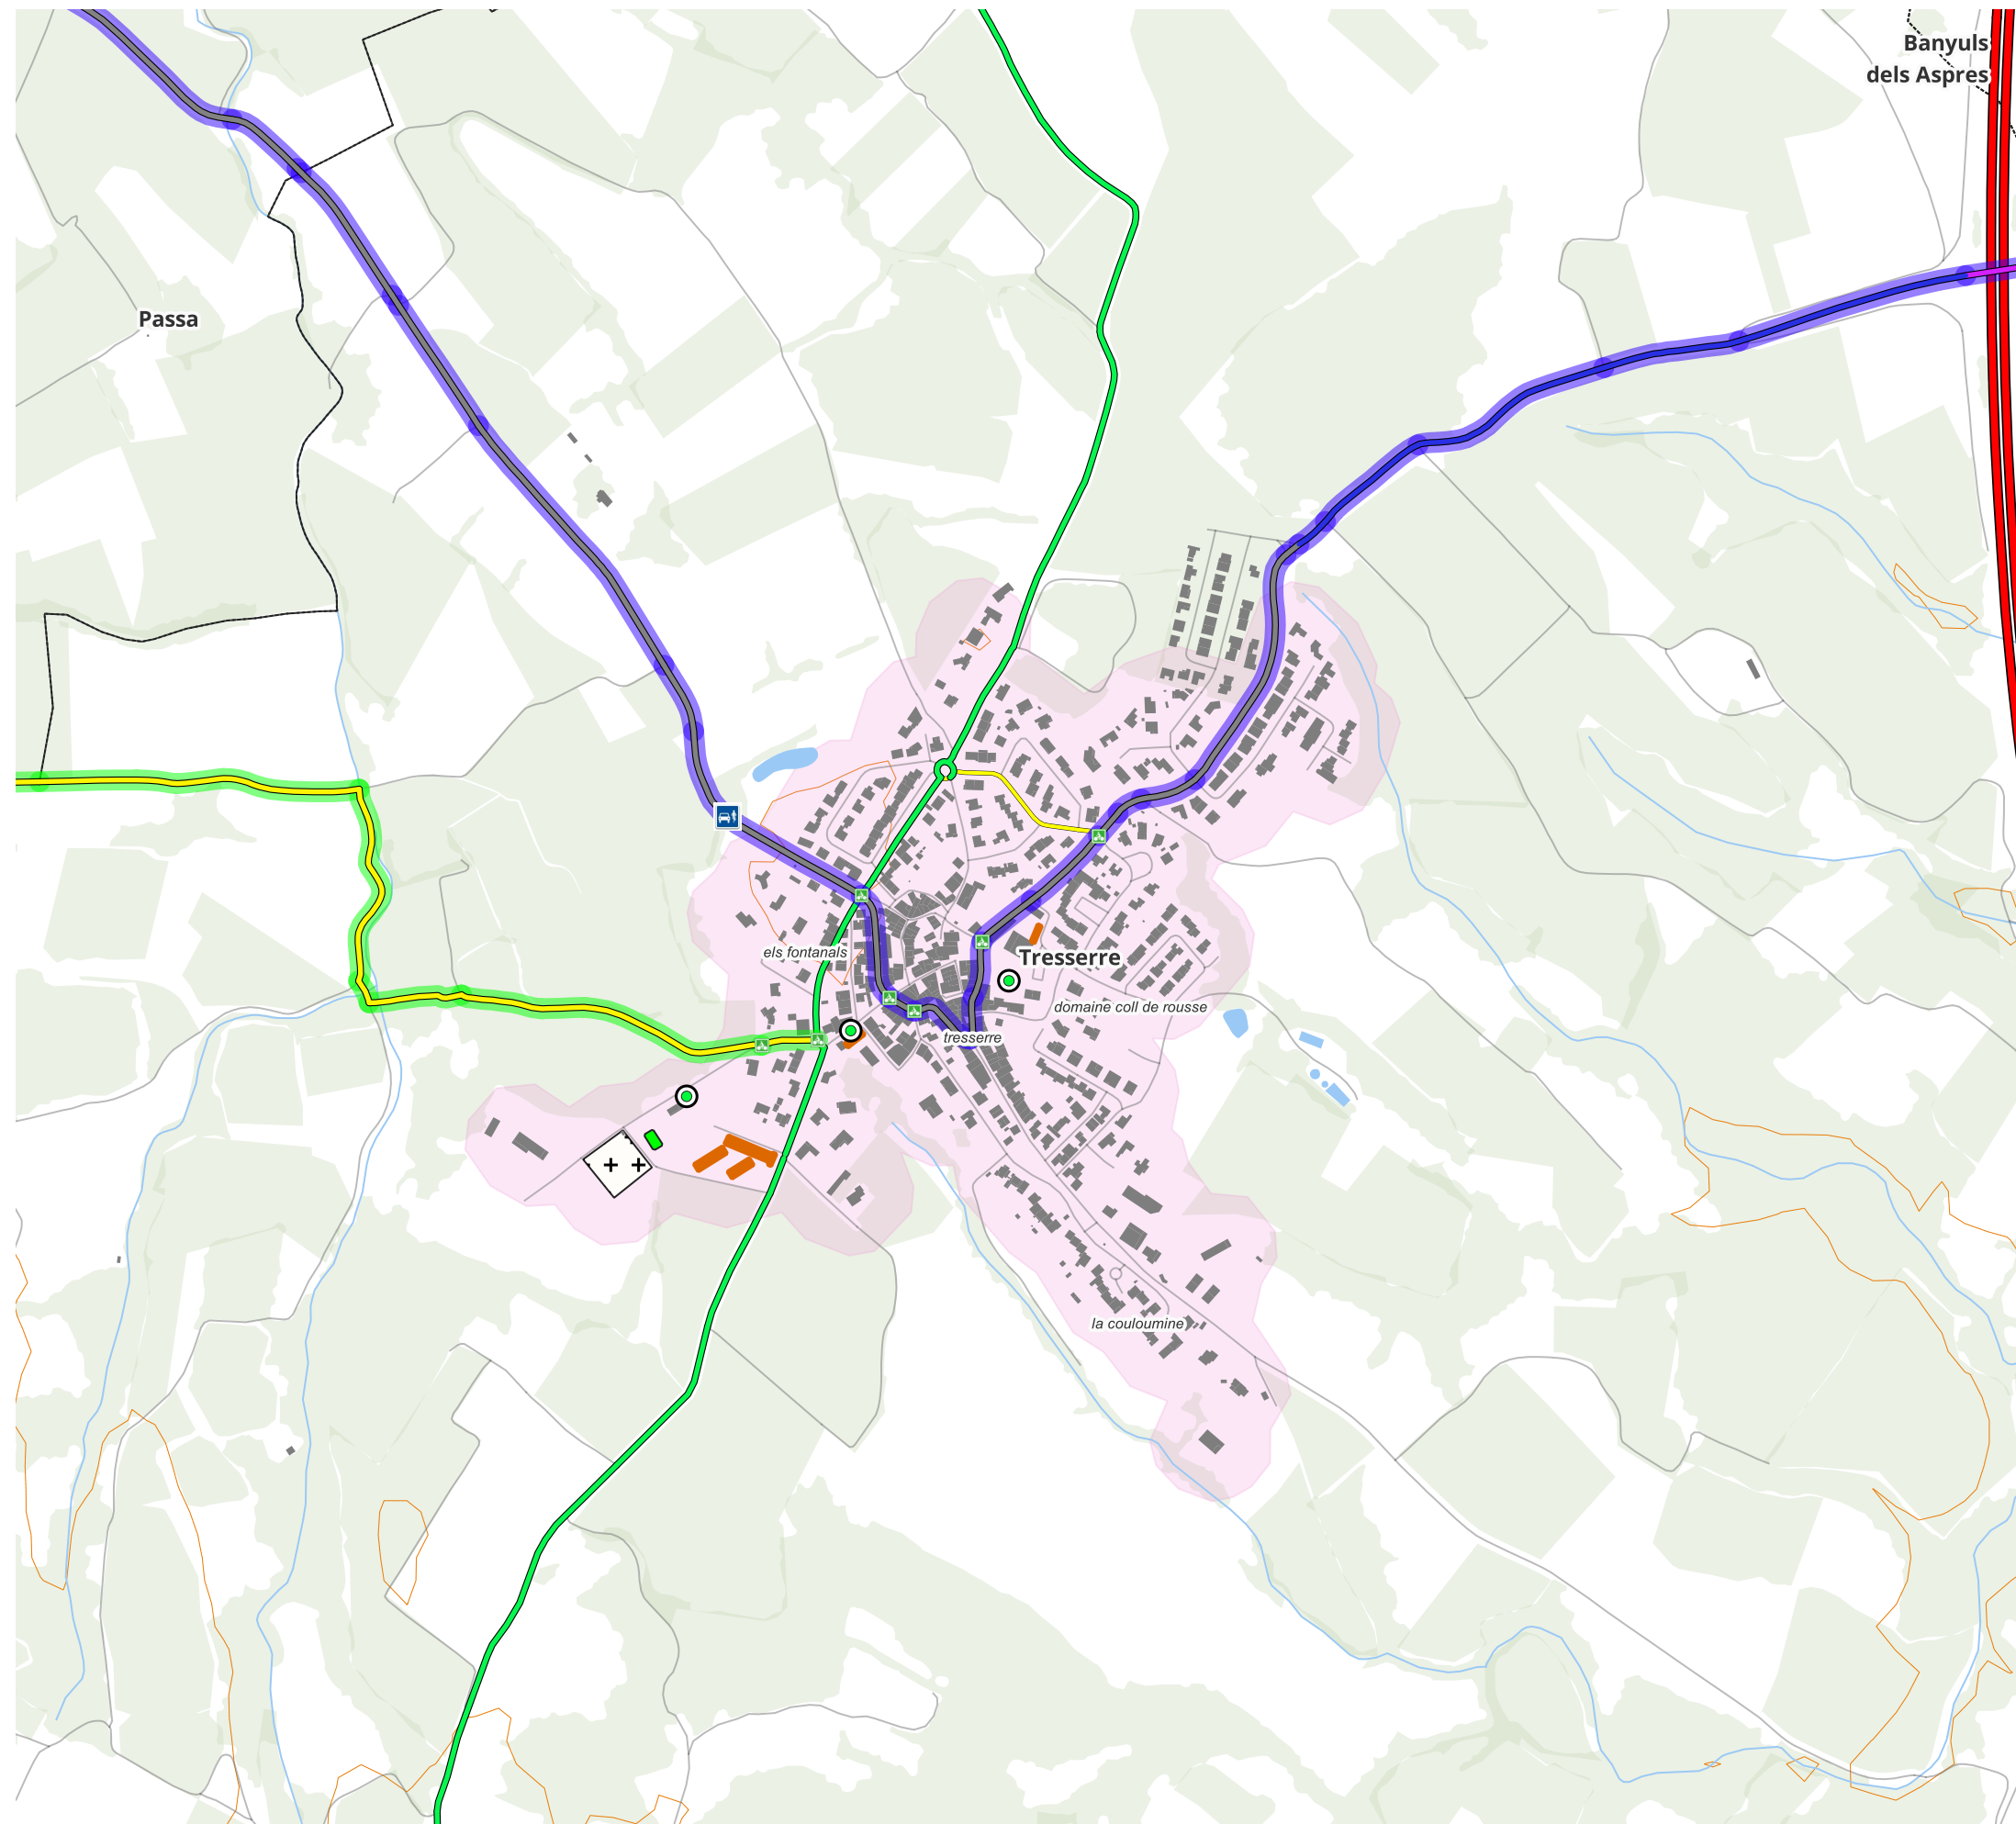 Banyuls
dels Aspres
Passa
els fontanals
Tresserre
domaine coll de rousse
tresserre
la couloumine